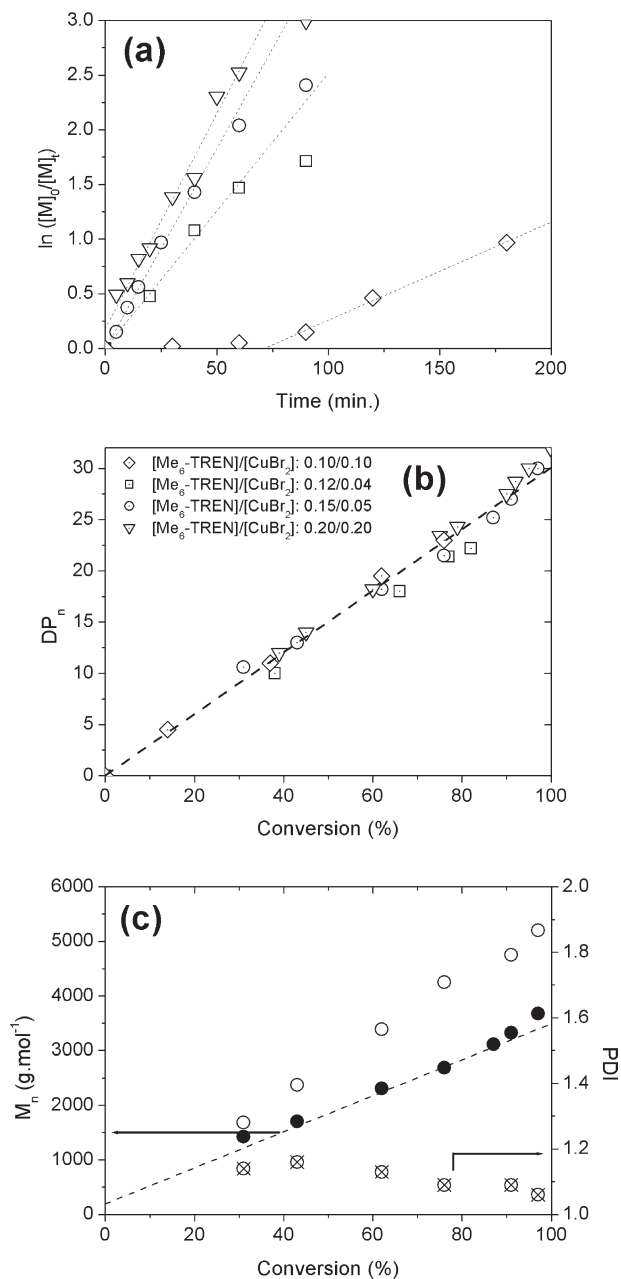 (a)
3.0
2.5
2.0
1.5
1.0
0.5
0.0
ln ([M]₀/[M]ₜ)
0 50 100 150 200
Time (min.)
(b)
[Me₆-TREN]/[CuBr₂]: 0.10/0.10
[Me₆-TREN]/[CuBr₂]: 0.12/0.04
[Me₆-TREN]/[CuBr₂]: 0.15/0.05
[Me₆-TREN]/[CuBr₂]: 0.20/0.20
30
25
20
15
10
5
0
DPₙ
0 20 40 60 80 100
Conversion (%)
(c)
6000
5000
4000
3000
2000
1000
0
Mₙ (g.mol⁻¹)
2.0
1.8
1.6
1.4
1.2
1.0
PDI
0 20 40 60 80 100
Conversion (%)